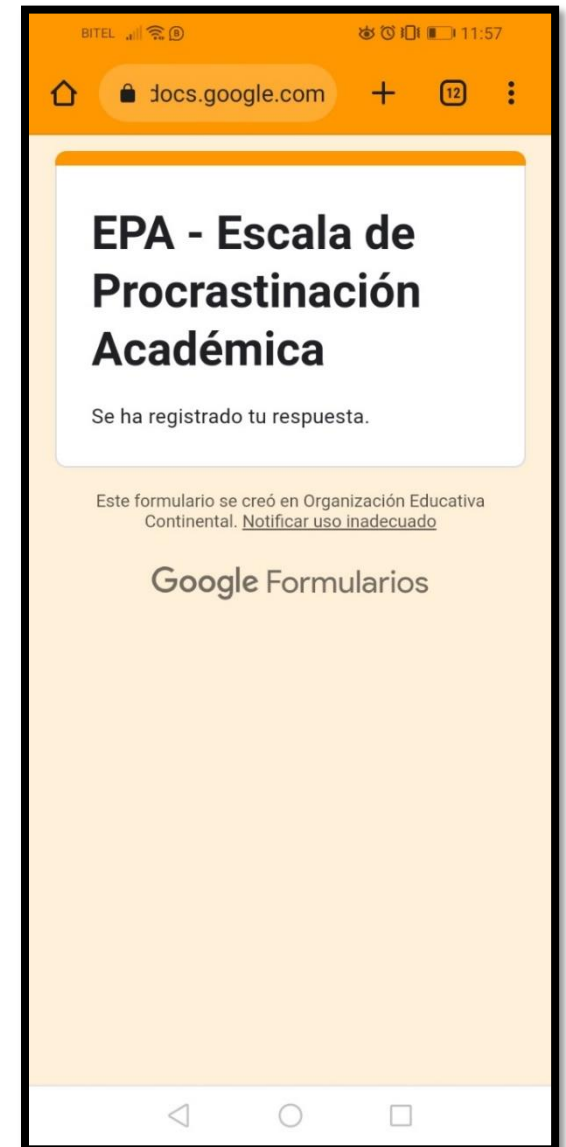 BITEL 11:57
docs.google.com 12
EPA - Escala de
Procrastinación
Académica
Se ha registrado tu respuesta.
Este formulario se creó en Organización Educativa
Continental. Notificar uso inadecuado
Google Formularios